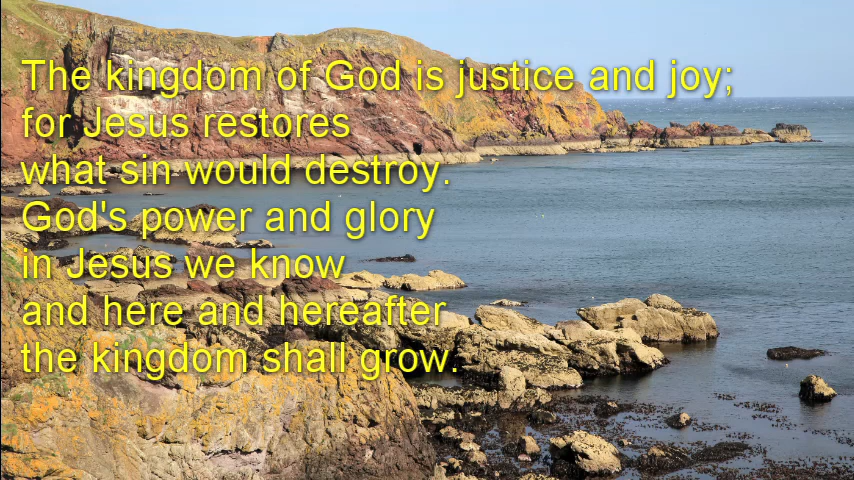 The kingdom of God is justice and joy;
for Jesus restores
what sin would destroy.
God's power and glory
in Jesus we know
and here and hereafter
the kingdom shall grow.